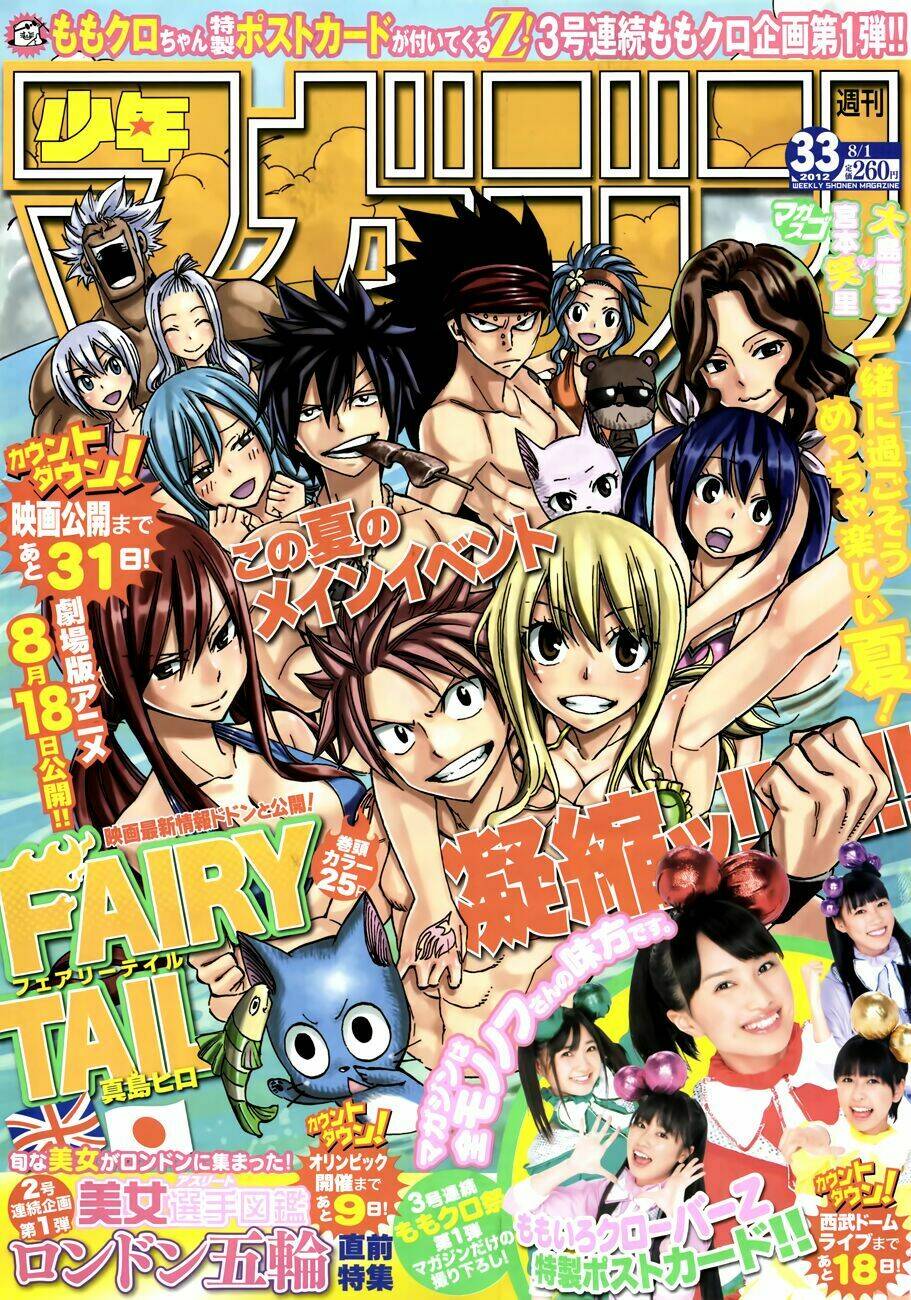 ももクロちゃん特製ポストカードが付いてくるZ! 3号連続ももクロ企画第1弾!!
少年
マガジン
週刊
33
2012
8/1
定価260円
WEEKLY SHONEN MAGAZINE
マガスゴ
大島優子
&
宮本笑里
一緒に過ごそう
めっちゃ楽しい夏!
カウントダウン!
映画公開まで
あと31日!
劇場版アニメ
8月18日公開!!
この夏の
メインイベント
凝縮ッ!!!!!
映画最新情報ドドンと公開!
巻頭
カラー
25P
FAIRY
フェアリーテイル
TAIL
真島ヒロ
マガジンは
全モノノフさんの味方です。
旬な美女がロンドンに集まった!
2号
連続企画
第1弾
アスリート
美女選手図鑑
ロンドン五輪
直前
特集
カウントダウン!
オリンピック
開催まで
あと9日!
3号連続
ももクロ祭
第1弾
マガジンだけの
撮り下ろし!
ももいろクローバーZ
特製ポストカード!!
カウントダウン!
西武ドーム
ライブまで
あと18日!